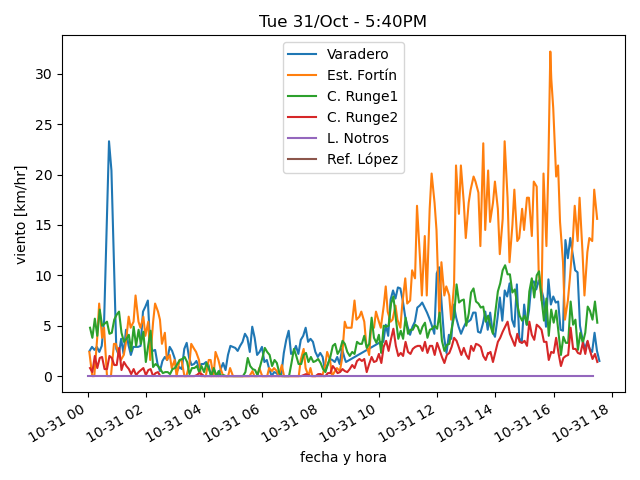 Tue 31/Oct - 5:40PM
Varadero
Est. Fortín
C. Runge1
C. Runge2
L. Notros
Ref. López
viento [km/hr]
30
25
20
15
10
5
0
10-31 00
10-31 02
10-31 04
10-31 06
10-31 08
10-31 10
10-31 12
10-31 14
10-31 16
10-31 18
fecha y hora